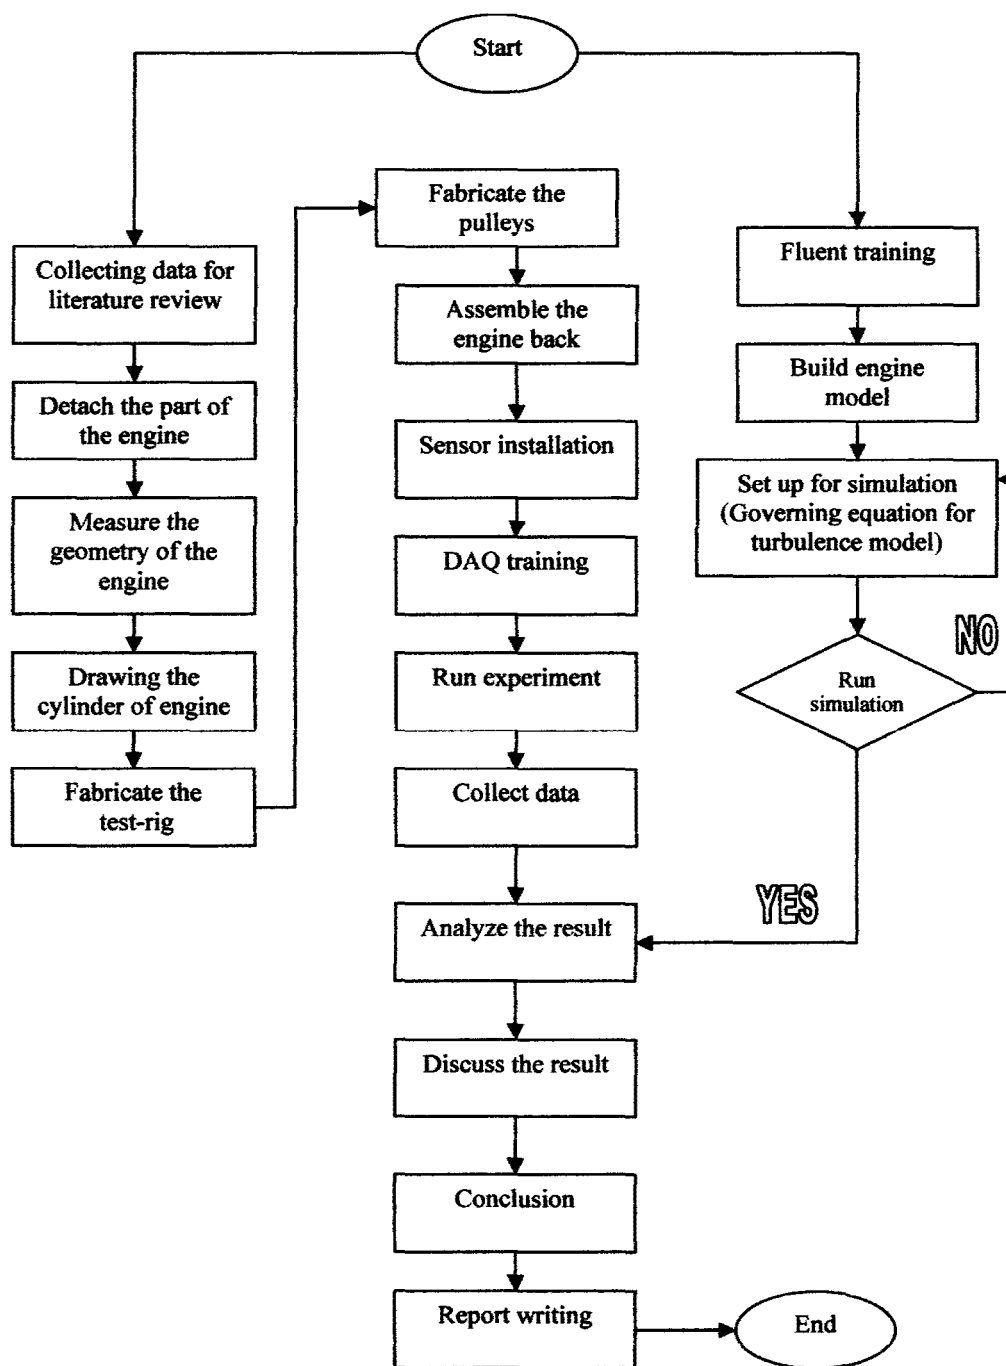 Start
Collecting data for
literature review
Detach the part of
the engine
Measure the
geometry of the
engine
Drawing the
cylinder of engine
Fabricate the
test-rig
Fabricate the
pulleys
Assemble the
engine back
Sensor installation
DAQ training
Run experiment
Collect data
Analyze the result
Discuss the result
Conclusion
Report writing
End
Fluent training
Build engine
model
Set up for simulation
(Governing equation for
turbulence model)
NO
Run
simulation
YES